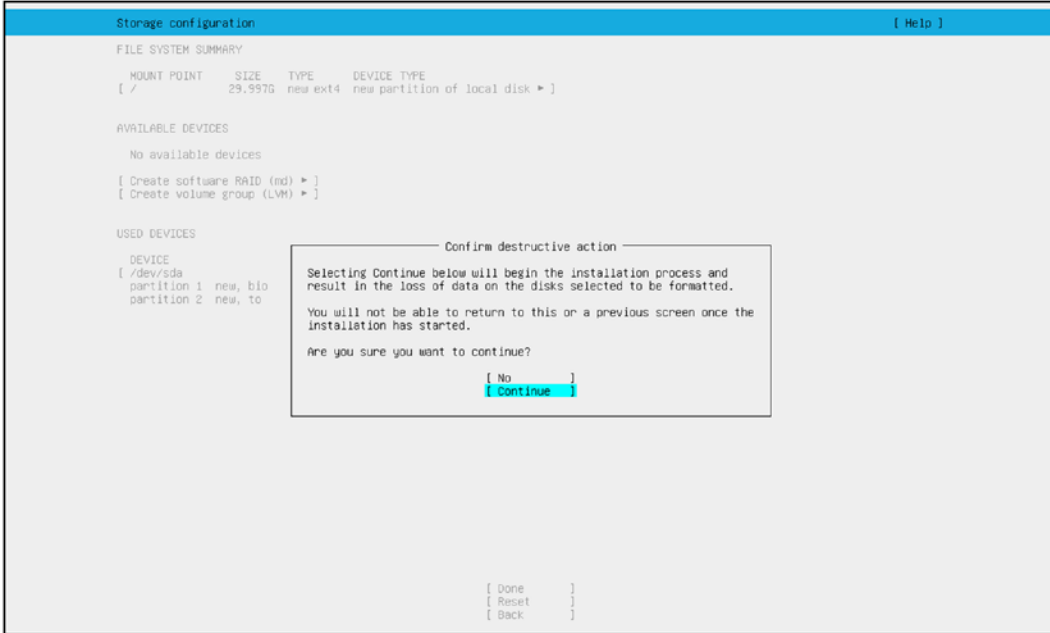 Storage configuration [ Help ]
FILE SYSTEM SUMMARY
MOUNT POINT SIZE TYPE DEVICE TYPE
[ / 29.997G new ext4 new partition of local disk ► ]
AVAILABLE DEVICES
No available devices
[ Create software RAID (md) ► ]
[ Create volume group (LVM) ► ]
USED DEVICES
DEVICE
[ /dev/sda
partition 1 new, bio
partition 2 new, to
Confirm destructive action
Selecting Continue below will begin the installation process and
result in the loss of data on the disks selected to be formatted.
You will not be able to return to this or a previous screen once the
installation has started.
Are you sure you want to continue?
[ No ]
[ Continue ]
[ Done ]
[ Reset ]
[ Back ]